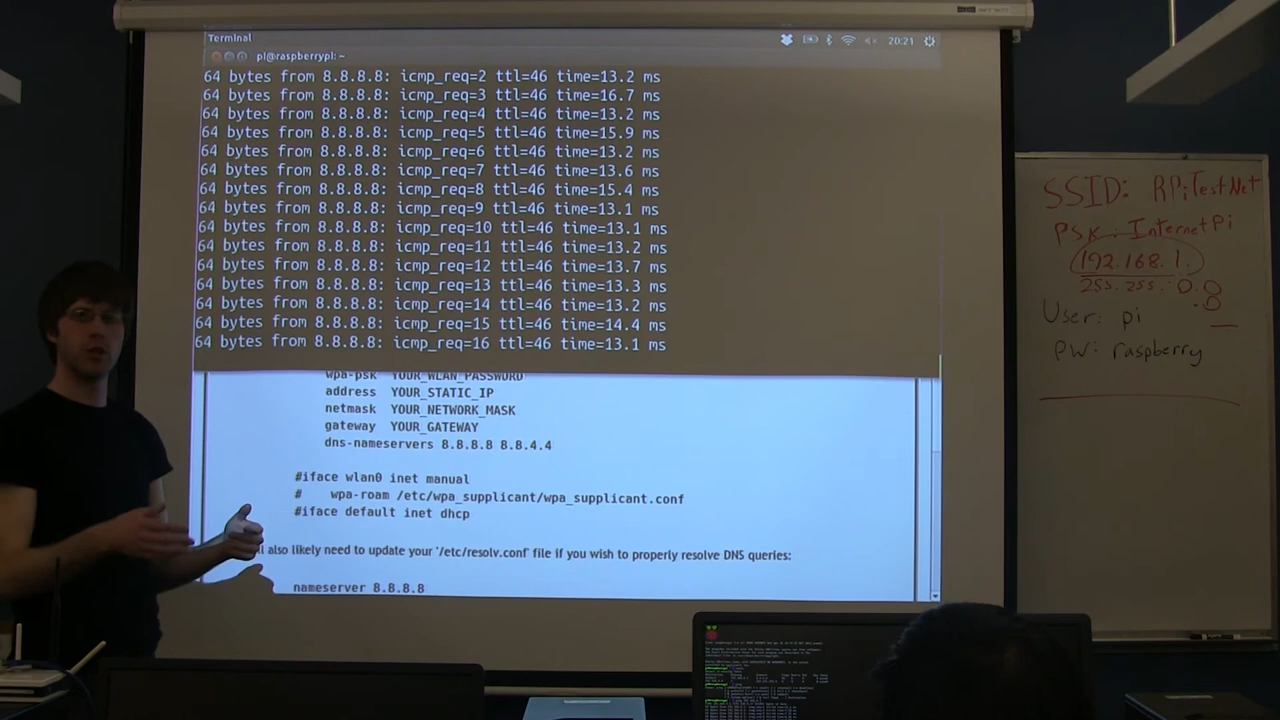 Terminal
20:21
pi@raspberrypi: ~
64 bytes from 8.8.8.8: icmp_req=2 ttl=46 time=13.2 ms
64 bytes from 8.8.8.8: icmp_req=3 ttl=46 time=16.7 ms
64 bytes from 8.8.8.8: icmp_req=4 ttl=46 time=13.2 ms
64 bytes from 8.8.8.8: icmp_req=5 ttl=46 time=15.9 ms
64 bytes from 8.8.8.8: icmp_req=6 ttl=46 time=13.2 ms
64 bytes from 8.8.8.8: icmp_req=7 ttl=46 time=13.6 ms
64 bytes from 8.8.8.8: icmp_req=8 ttl=46 time=15.4 ms
64 bytes from 8.8.8.8: icmp_req=9 ttl=46 time=13.1 ms
64 bytes from 8.8.8.8: icmp_req=10 ttl=46 time=13.1 ms
64 bytes from 8.8.8.8: icmp_req=11 ttl=46 time=13.2 ms
64 bytes from 8.8.8.8: icmp_req=12 ttl=46 time=13.7 ms
64 bytes from 8.8.8.8: icmp_req=13 ttl=46 time=13.3 ms
64 bytes from 8.8.8.8: icmp_req=14 ttl=46 time=13.2 ms
64 bytes from 8.8.8.8: icmp_req=15 ttl=46 time=14.4 ms
64 bytes from 8.8.8.8: icmp_req=16 ttl=46 time=13.1 ms
wpa-psk YOUR_WLAN_PASSWORD
address YOUR_STATIC_IP
netmask YOUR_NETWORK_MASK
gateway YOUR_GATEWAY
dns-nameservers 8.8.8.8 8.8.4.4
#iface wlan0 inet manual
# wpa-roam /etc/wpa_supplicant/wpa_supplicant.conf
#iface default inet dhcp
also likely need to update your '/etc/resolv.conf' file if you wish to properly resolve DNS queries:
nameserver 8.8.8.8
SSID: RPiTestNet
PSK: InternetPi
192.168.1.
255.255.0.0
.0
User: pi
PW: raspberry